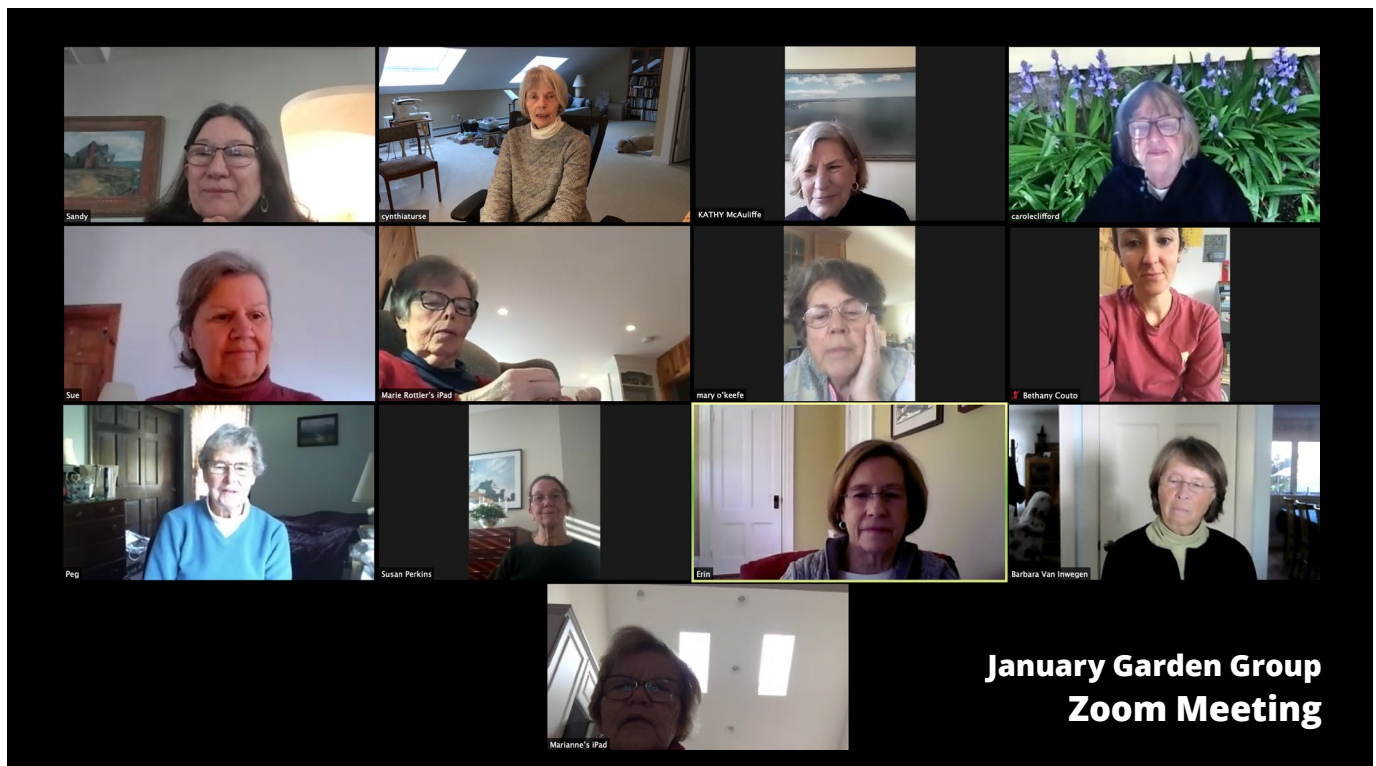 Sandy
cynthiaturse
KATHY McAuliffe
caroleclifford
Sue
Marie Rottler's iPad
mary o'keefe
Bethany Couto
Peg
Susan Perkins
Erin
Barbara Van Inwegen
Marianne's iPad
January Garden Group
Zoom Meeting